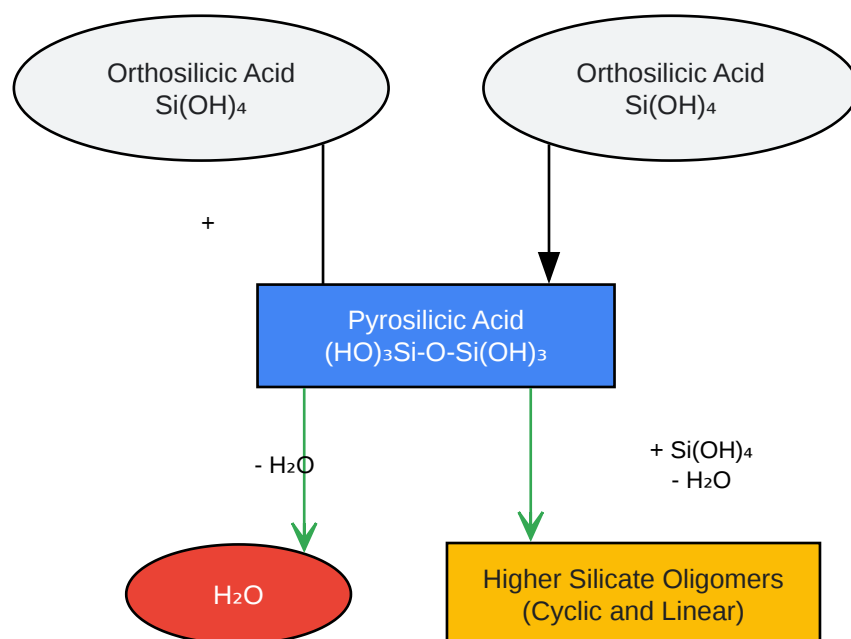 Orthosilicic Acid
Si(OH)₄
Orthosilicic Acid
Si(OH)₄
+
Pyrosilicic Acid
(HO)₃Si-O-Si(OH)₃
- H₂O
+ Si(OH)₄
- H₂O
H₂O
Higher Silicate Oligomers
(Cyclic and Linear)